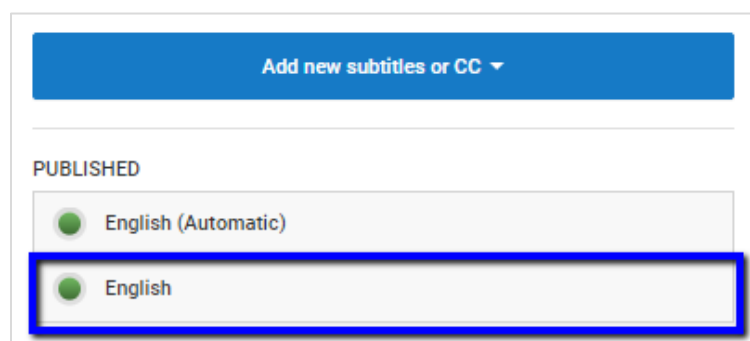 Add new subtitles or CC
PUBLISHED
English (Automatic)
English